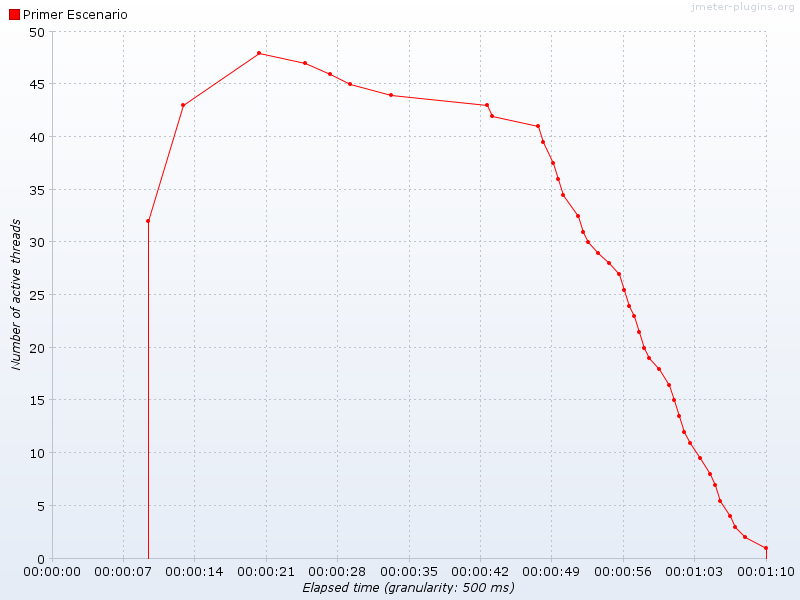 jmeter-plugins.org
Primer Escenario
50
45
40
35
30
25
20
15
10
5
0
Number of active threads
00:00:00 00:00:07 00:00:14 00:00:21 00:00:28 00:00:35 00:00:42 00:00:49 00:00:56 00:01:03 00:01:10
Elapsed time (granularity: 500 ms)